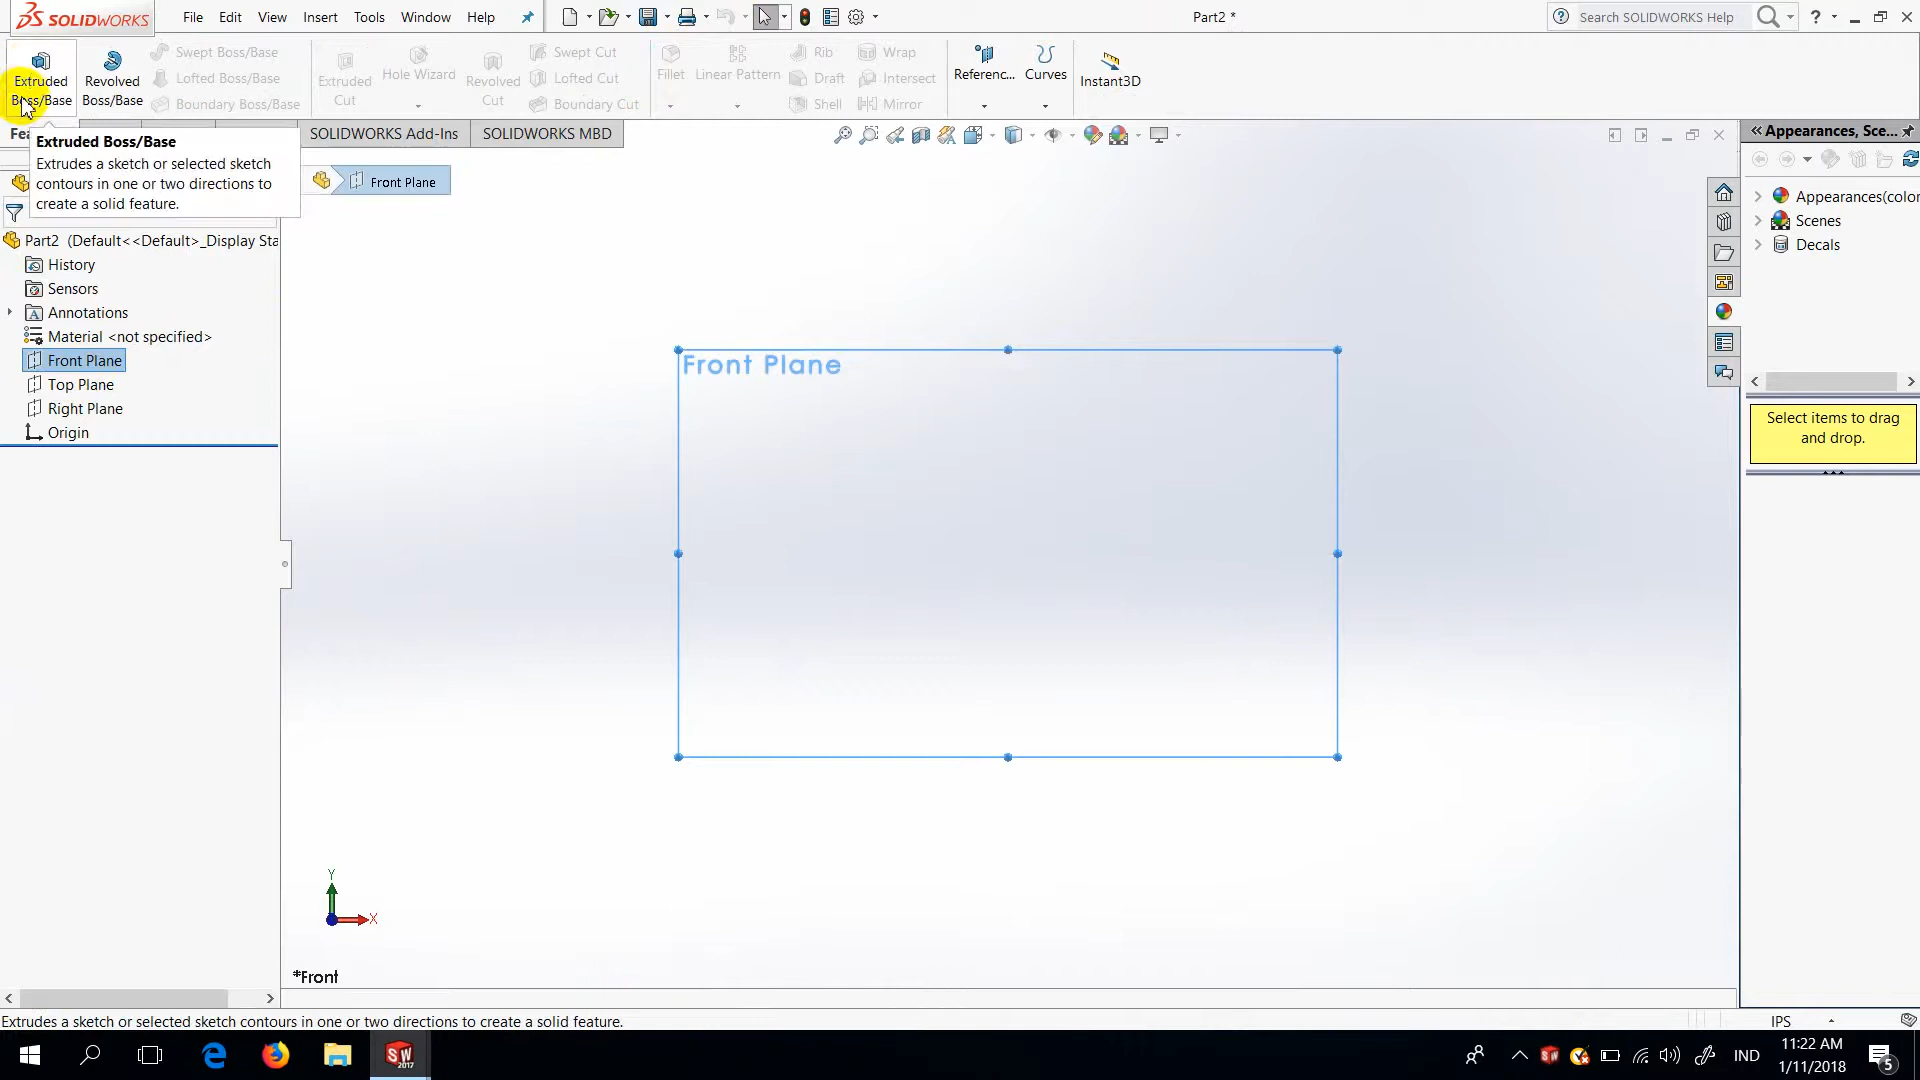 SOLIDWORKS File Edit View Insert Tools Window Help Part2 * Search SOLIDWORKS Help ?
Extruded Boss/Base
Revolved Boss/Base
Swept Boss/Base
Lofted Boss/Base
Boundary Boss/Base
Extruded Cut
Hole Wizard
Revolved Cut
Swept Cut
Lofted Cut
Boundary Cut
Fillet
Linear Pattern
Rib
Draft
Shell
Wrap
Intersect
Mirror
Referenc...
Curves
Instant3D
Fea
SOLIDWORKS Add-Ins
SOLIDWORKS MBD
Extruded Boss/Base
Extrudes a sketch or selected sketch
contours in one or two directions to
create a solid feature.
Front Plane
Part2 (Default<<Default>_Display Sta
History
Sensors
Annotations
Material <not specified>
Front Plane
Top Plane
Right Plane
Origin
Front Plane
Y
X
*Front
Appearances, Sce...
Appearances(color
Scenes
Decals
Select items to drag
and drop.
Extrudes a sketch or selected sketch contours in one or two directions to create a solid feature.
IPS
SW
2017
IND
11:22 AM
1/11/2018
5